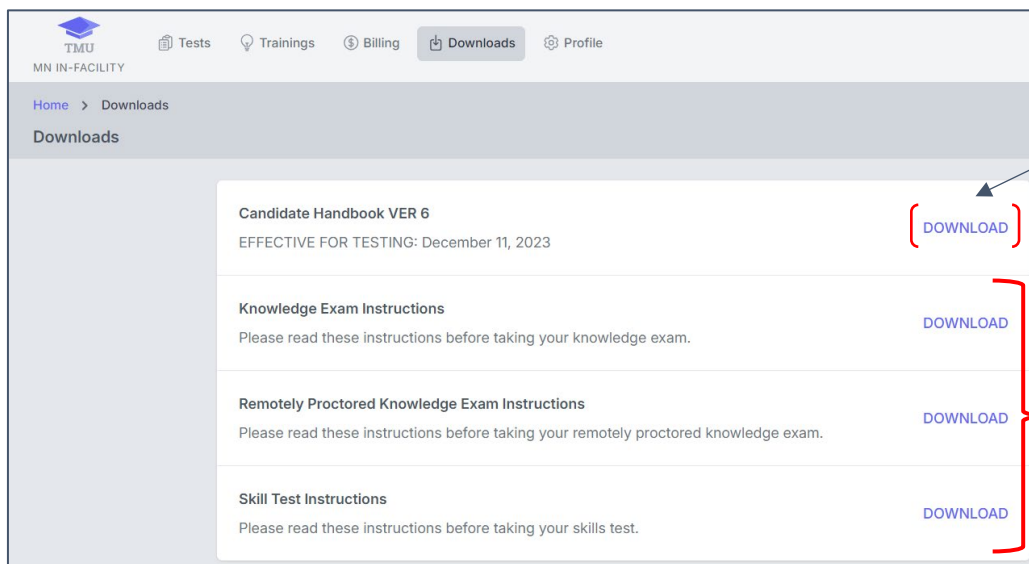 TMU
MN IN-FACILITY
Tests
Trainings
Billing
Downloads
Profile
Home > Downloads
Downloads
Candidate Handbook VER 6
EFFECTIVE FOR TESTING: December 11, 2023
DOWNLOAD
Knowledge Exam Instructions
Please read these instructions before taking your knowledge exam.
DOWNLOAD
Remotely Proctored Knowledge Exam Instructions
Please read these instructions before taking your remotely proctored knowledge exam.
DOWNLOAD
Skill Test Instructions
Please read these instructions before taking your skills test.
DOWNLOAD